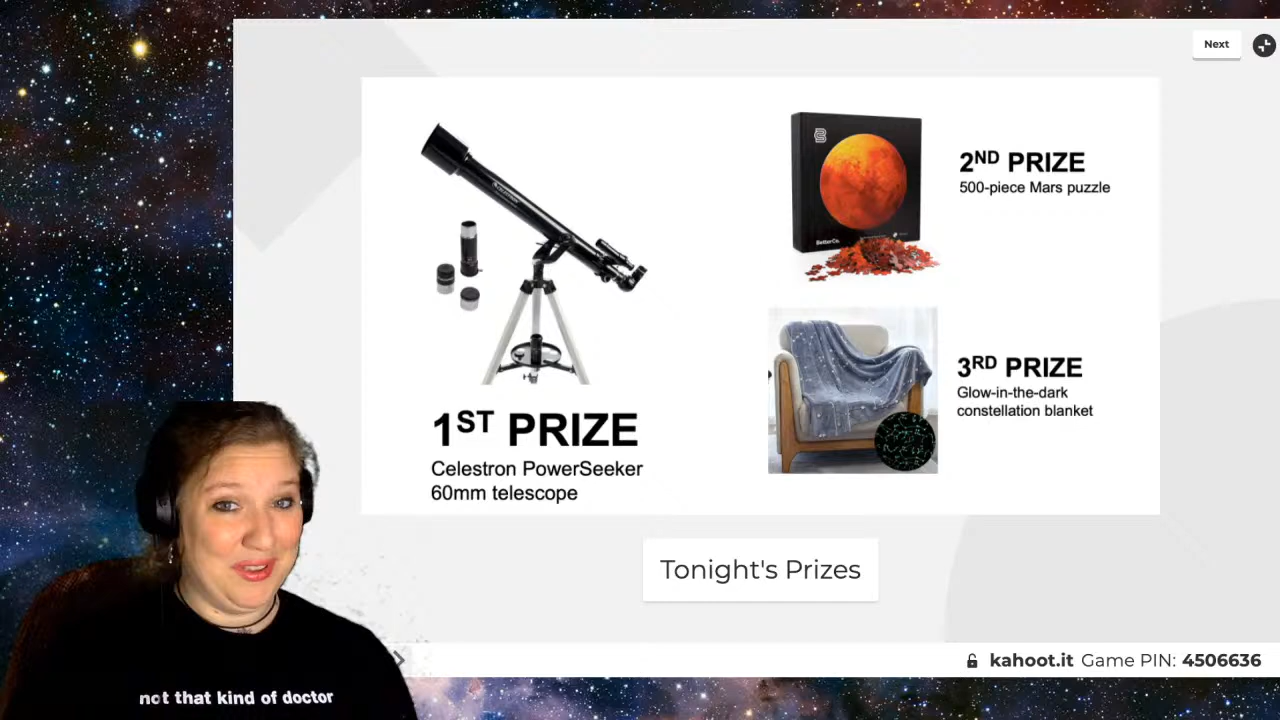 Next
2ND PRIZE
500-piece Mars puzzle
BetterCo.
1ST PRIZE
Celestron PowerSeeker
60mm telescope
3RD PRIZE
Glow-in-the-dark
constellation blanket
Tonight's Prizes
kahoot.it Game PIN: 4506636
not that kind of doctor